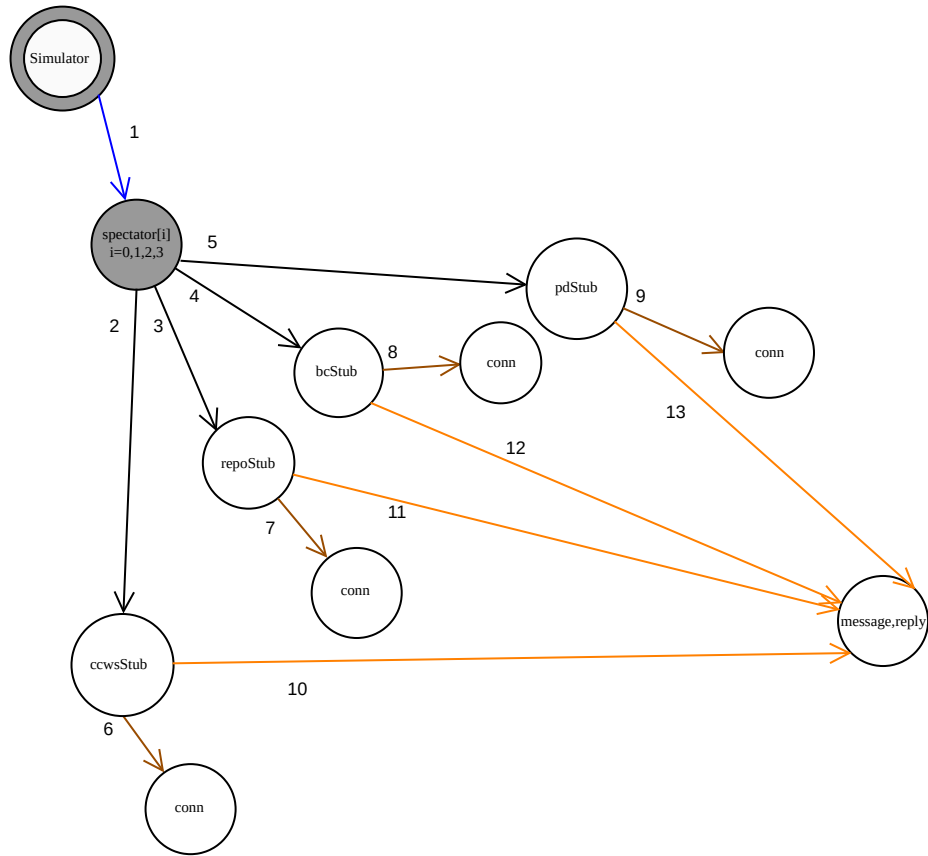 Simulator
1
spectator[i]
i=0,1,2,3
5
4
2
3
pdStub
9
conn
8
conn
bcStub
13
12
repoStub
11
7
conn
message,reply
ccwsStub
10
6
conn